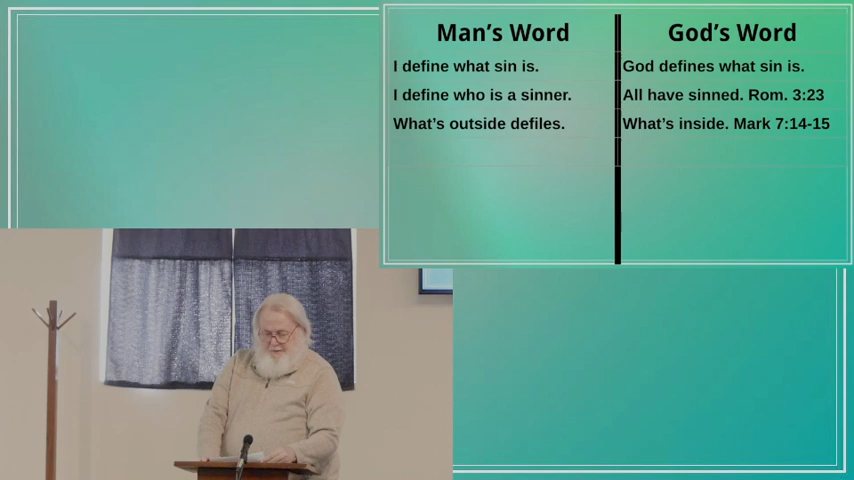 Man’s Word God’s Word
I define what sin is. God defines what sin is.
I define who is a sinner. All have sinned. Rom. 3:23
What’s outside defiles. What’s inside. Mark 7:14-15